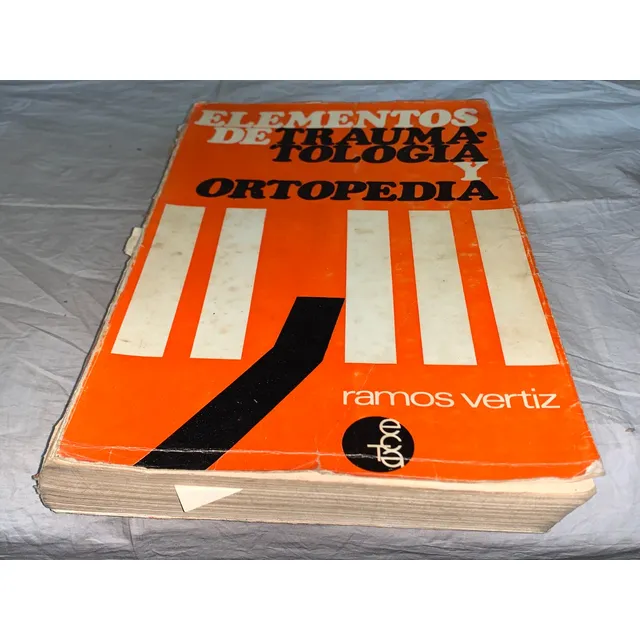 ELEMENTOS
DE TRAUMA-
TOLOGIA
Y
ORTOPEDIA
ramos vertiz